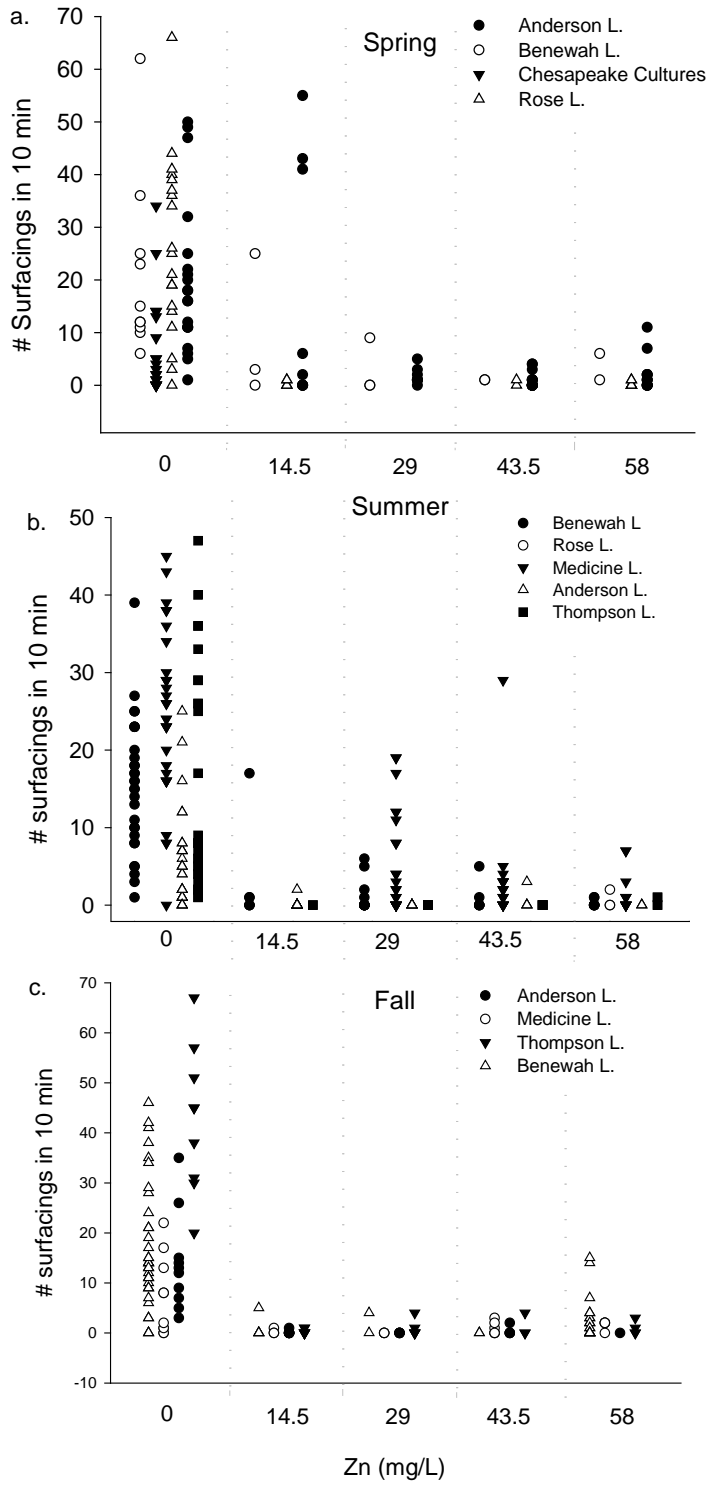 a.
Spring
Anderson L.
Benewah L.
Chesapeake Cultures
Rose L.
# Surfacings in 10 min
70
60
50
40
30
20
10
0
0 14.5 29 43.5 58
b.
Summer
Benewah L
Rose L.
Medicine L.
Anderson L.
Thompson L.
# surfacings in 10 min
50
40
30
20
10
0
0 14.5 29 43.5 58
c.
Fall
Anderson L.
Medicine L.
Thompson L.
Benewah L.
# surfacings in 10 min
70
60
50
40
30
20
10
0
-10
0 14.5 29 43.5 58
Zn (mg/L)